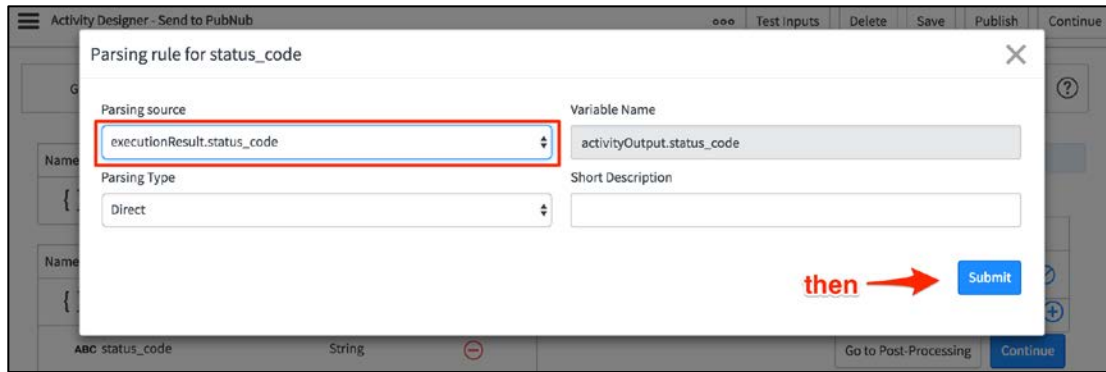 Activity Designer - Send to PubNub
Test Inputs
Delete
Save
Publish
Continue
Parsing rule for status_code
Parsing source
Variable Name
executionResult.status_code
activityOutput.status_code
Parsing Type
Short Description
Direct
then
Submit
Name
{
Name
{
ABC status_code
String
Go to Post-Processing
Continue